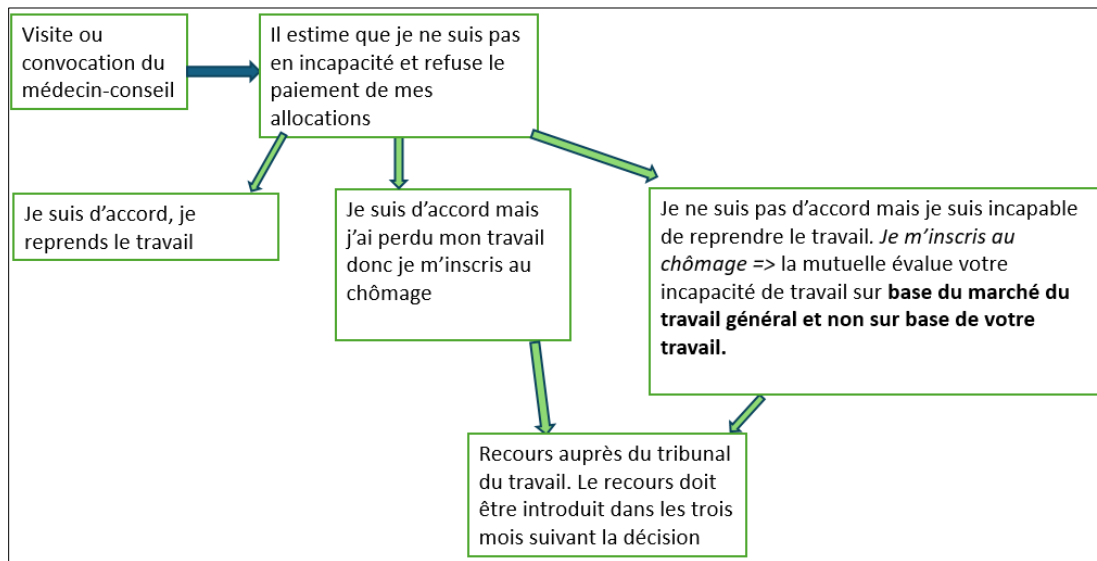 Visite ou
convocation du
médecin-conseil
Il estime que je ne suis pas
en incapacité et refuse le
paiement de mes
allocations
Je suis d’accord, je
reprends le travail
Je suis d’accord mais
j’ai perdu mon travail
donc je m’inscris au
chômage
Je ne suis pas d’accord mais je suis incapable
de reprendre le travail. Je m’inscris au
chômage => la mutuelle évalue votre
incapacité de travail sur base du marché du
travail général et non sur base de votre
travail.
Recours auprès du tribunal
du travail. Le recours doit
être introduit dans les trois
mois suivant la décision